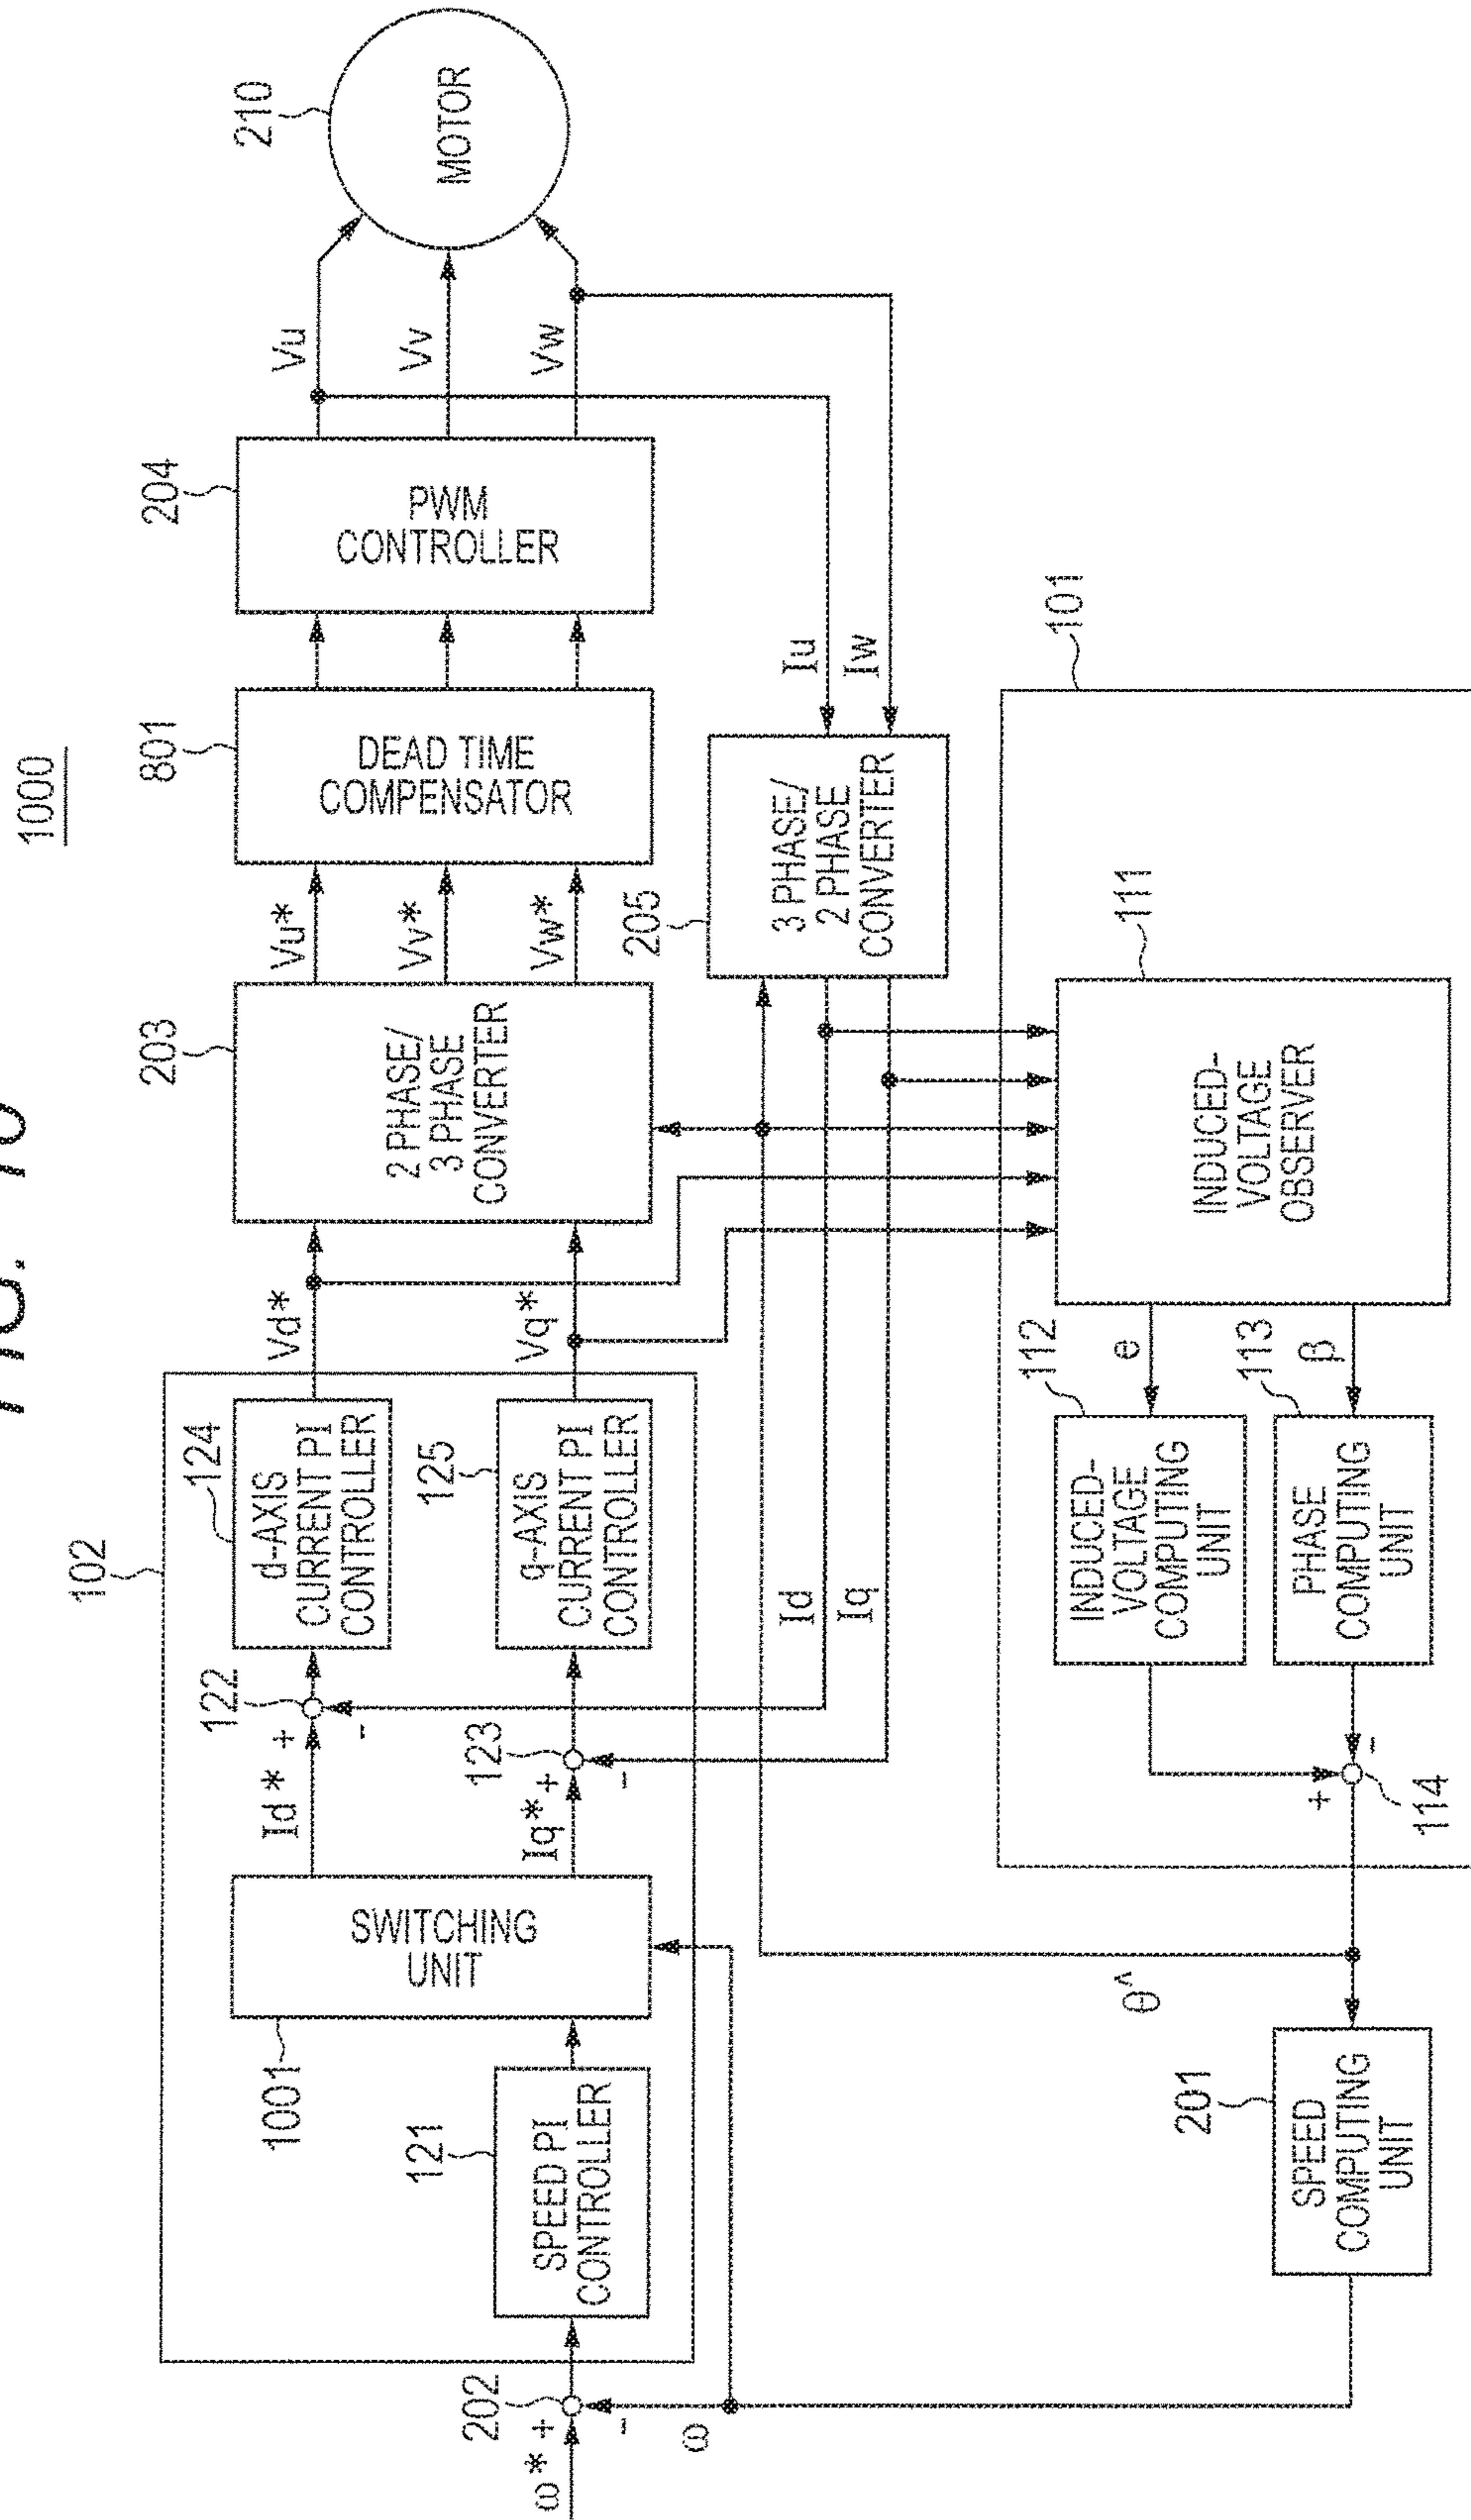 FIG. 10
1000
102
124
d-AXIS
CURRENT PI
CONTROLLER
125
q-AXIS
CURRENT PI
CONTROLLER
122
+
-
123
+
-
Id*
Iq*
SWITCHING
UNIT
1001
121
SPEED PI
CONTROLLER
202
ω*
+
-
ω
Vd*
Vq*
203
2 PHASE/
3 PHASE
CONVERTER
Vu*
Vv*
Vw*
801
DEAD TIME
COMPENSATOR
204
PWM
CONTROLLER
Vu
Vv
Vw
210
MOTOR
Iu
Iw
205
3 PHASE/
2 PHASE
CONVERTER
Id
Iq
101
111
INDUCED-
VOLTAGE
OBSERVER
e
β
112
INDUCED-
VOLTAGE
COMPUTING
UNIT
113
PHASE
COMPUTING
UNIT
+
-
114
θ^
201
SPEED
COMPUTING
UNIT